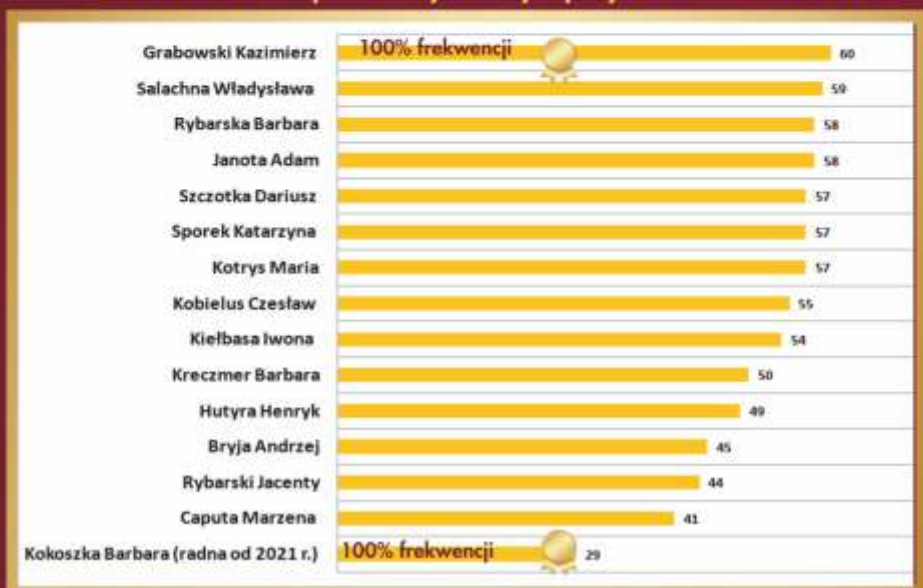 Grabowski Kazimierz 100% frekwencji 60
Salachna Władysława 59
Rybarska Barbara 58
Janota Adam 58
Szczotka Dariusz 57
Sporek Katarzyna 57
Kotrys Maria 57
Kobielus Czesław 55
Kiełbasa Iwona 54
Kreczmer Barbara 50
Hutyra Henryk 49
Bryja Andrzej 45
Rybarski Jacenty 44
Caputa Marzena 41
Kokoszka Barbara (radna od 2021 r.) 100% frekwencji 29